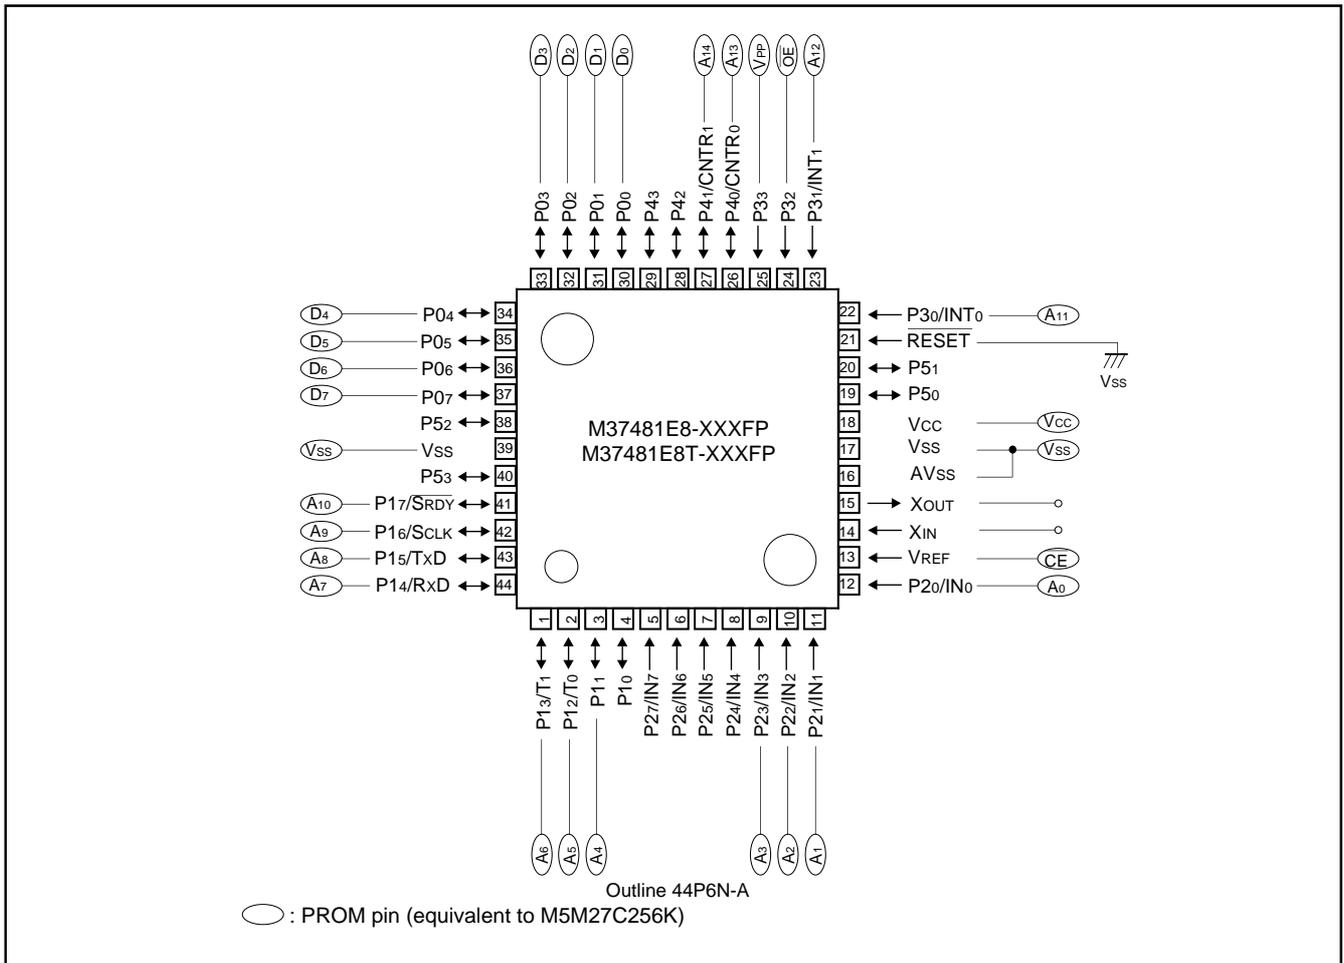 D3 D2 D1 D0 A14 A13 VPP OE A12
P03 P02 P01 P00 P43 P42 P41/CNTR1 P40/CNTR0 P33 P32 P31/INT1
33 32 31 30 29 28 27 26 25 24 23
D4 P04 34
D5 P05 35
D6 P06 36
D7 P07 37
P52 38
VSS VSS 39
P53 40
A10 P17/SRDY 41
A9 P16/SCLK 42
A8 P15/TXD 43
A7 P14/RXD 44
M37481E8-XXXFP
M37481E8T-XXXFP
22 P30/INT0 A11
21 RESET
VSS
20 P51
19 P50
18 VCC VCC
17 VSS VSS
16 AVSS
15 XOUT
14 XIN
13 VREF CE
12 P20/IN0 A0
1 2 3 4 5 6 7 8 9 10 11
P13/T1 P12/T0 P11 P10 P27/IN7 P26/IN6 P25/IN5 P24/IN4 P23/IN3 P22/IN2 P21/IN1
A6 A5 A4 A3 A2 A1
Outline 44P6N-A
: PROM pin (equivalent to M5M27C256K)